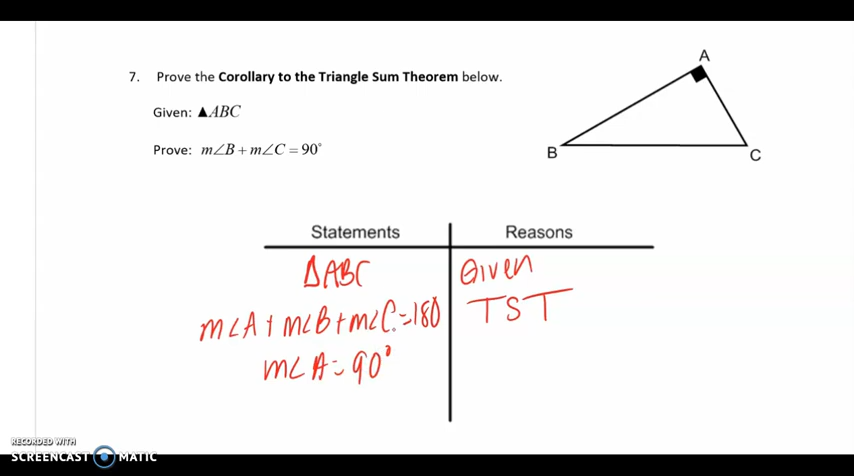 A
7. Prove the Corollary to the Triangle Sum Theorem below.
Given: ▲ABC
Prove: m∠B + m∠C = 90°
B
C
Statements Reasons
ΔABC Given
m∠A + m∠B + m∠C = 180 TST
m∠A = 90°
RECORDED WITH
SCREENCAST MATIC